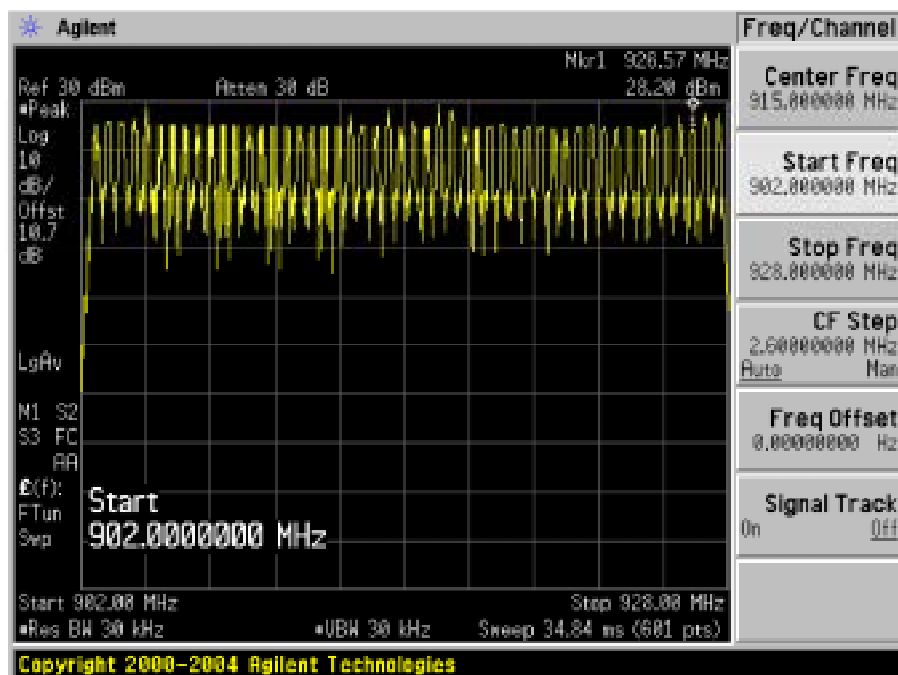 Agilent
Freq/Channel
Mkr1 926.57 MHz
Ref 30 dBm Atten 30 dB 28.20 dBm
Peak
Log
10
dB/
Offst
10.7
dB
LgAv
M1 S2
S3 FC
AA
£(f):
FTun
Swp
Start
902.0000000 MHz
Start 902.00 MHz Stop 928.00 MHz
Res BW 30 kHz VBW 30 kHz Sweep 34.84 ms (601 pts)
Center Freq
915.000000 MHz
Start Freq
902.000000 MHz
Stop Freq
928.000000 MHz
CF Step
2.60000000 MHz
Auto Man
Freq Offset
0.00000000 Hz
Signal Track
On Off
Copyright 2000-2004 Agilent Technologies